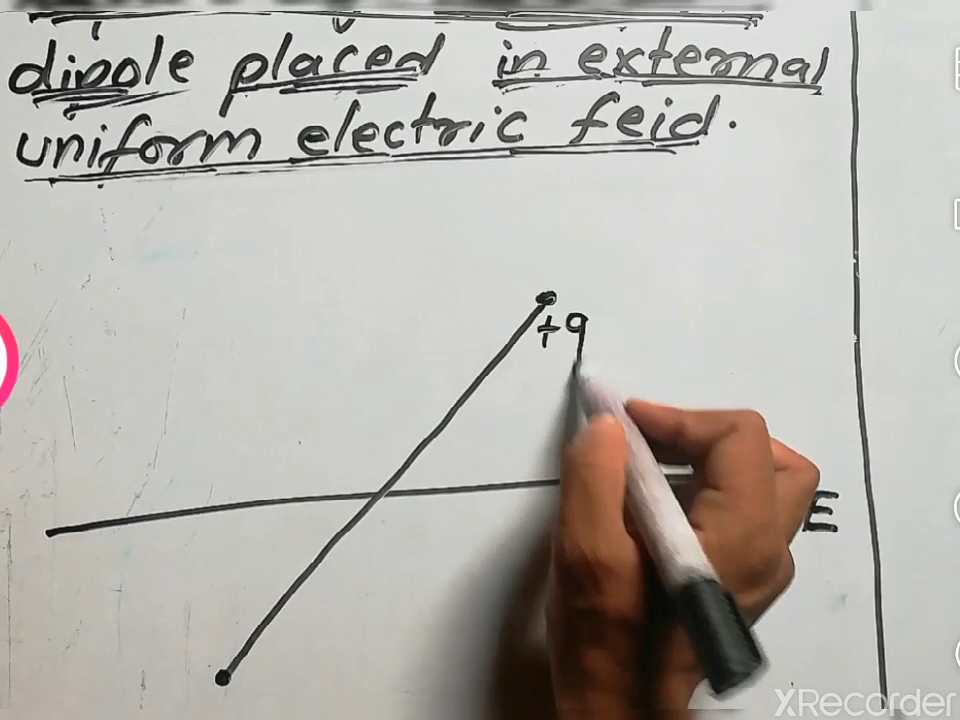 dipole placed in external
uniform electric feid.
+q
E
XRecorder